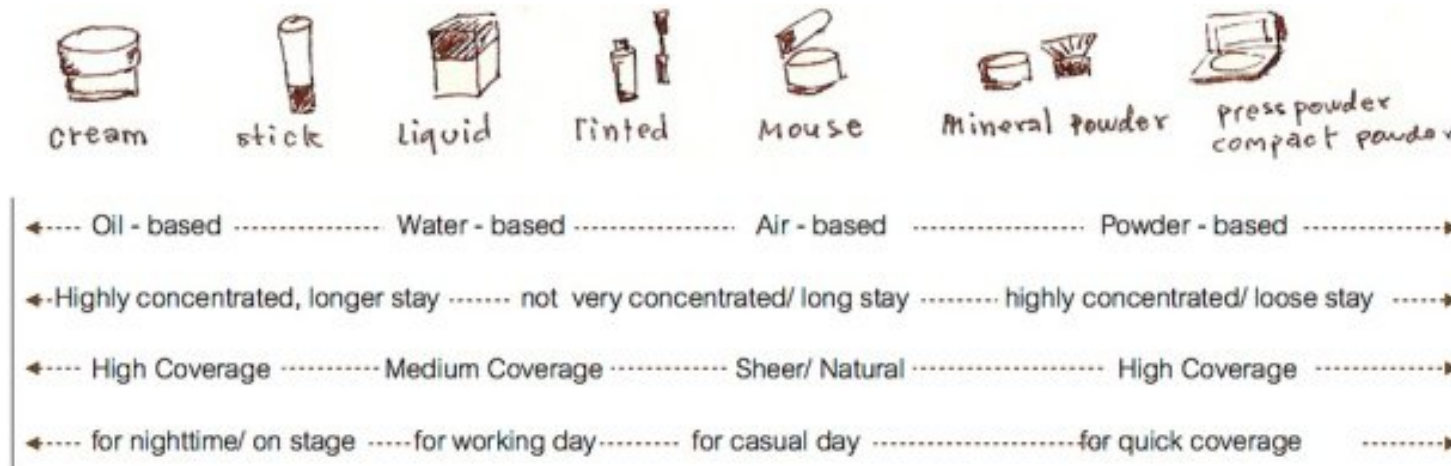 cream stick liquid Tinted Mouse Mineral Powder press powder
compact powder
Oil - based Water - based Air - based Powder - based
Highly concentrated, longer stay not very concentrated/ long stay highly concentrated/ loose stay
High Coverage Medium Coverage Sheer/ Natural High Coverage
for nighttime/ on stage for working day for casual day for quick coverage